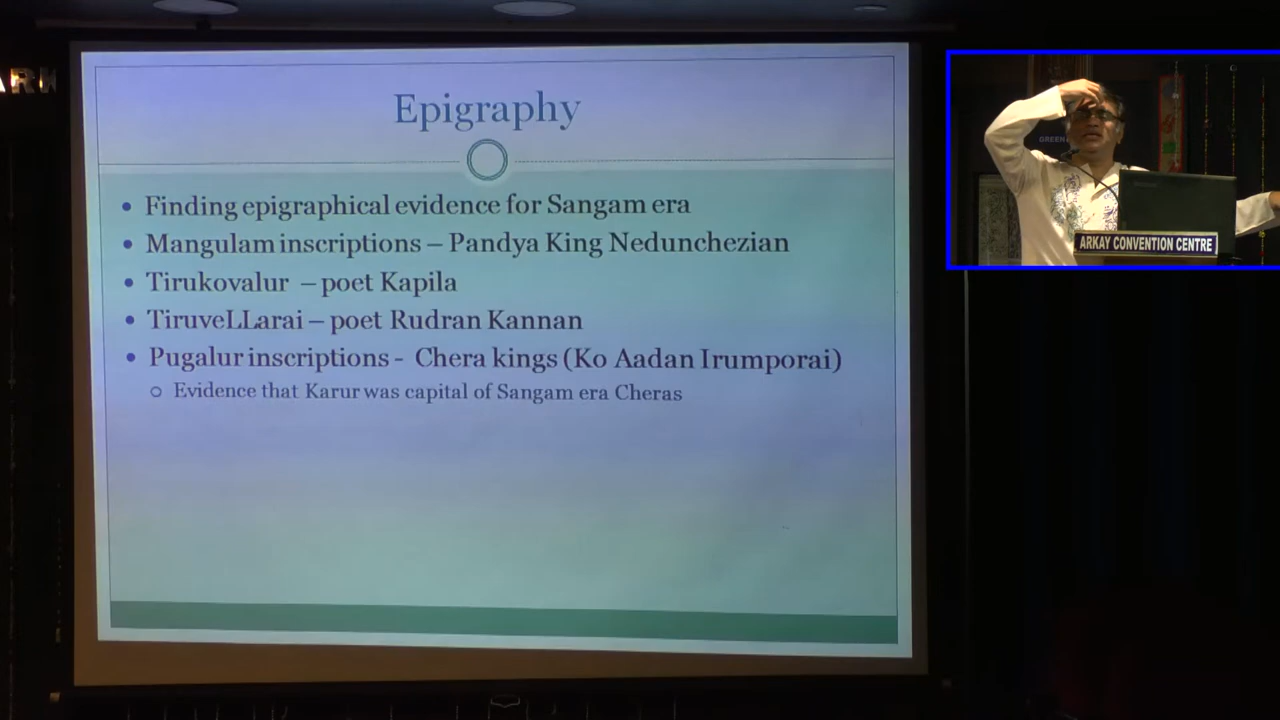 ARK
Epigraphy
Finding epigraphical evidence for Sangam era
Mangulam inscriptions – Pandya King Nedunchezian
Tirukovalur – poet Kapila
TiruveLLarai – poet Rudran Kannan
Pugalur inscriptions - Chera kings (Ko Aadan Irumporai)
Evidence that Karur was capital of Sangam era Cheras
GREEN
ARKAY CONVENTION CENTRE